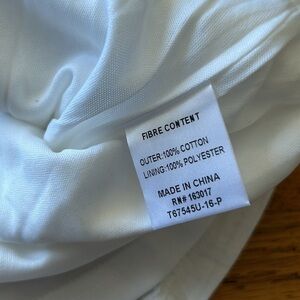 FIBRE CONTENT
OUTER:100% COTTON
LINING:100% POLYESTER
MADE IN CHINA
RN# 163017
T67545U-16-P